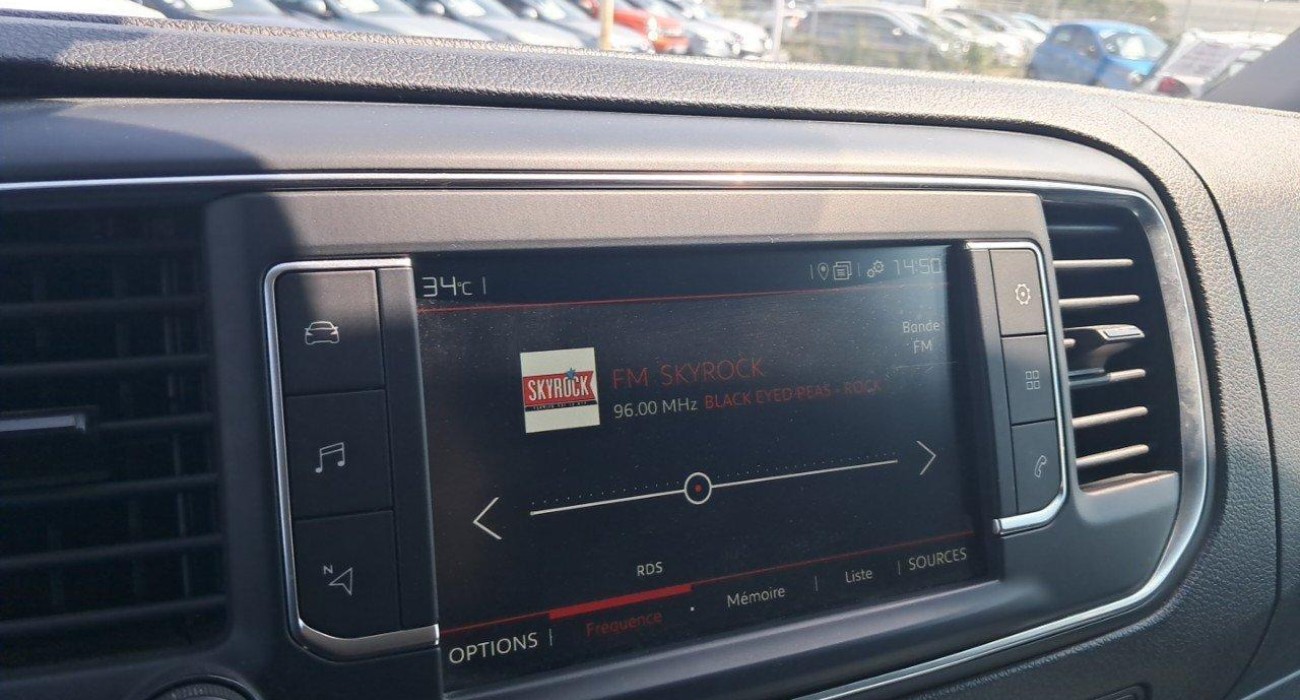 34°C
14:50
Bande
FM
SKYROCK
FM SKYROCK
96.00 MHz BLACK EYED PEAS - ROCK
N
RDS
OPTIONS
Fréquence
Mémoire
Liste
SOURCES